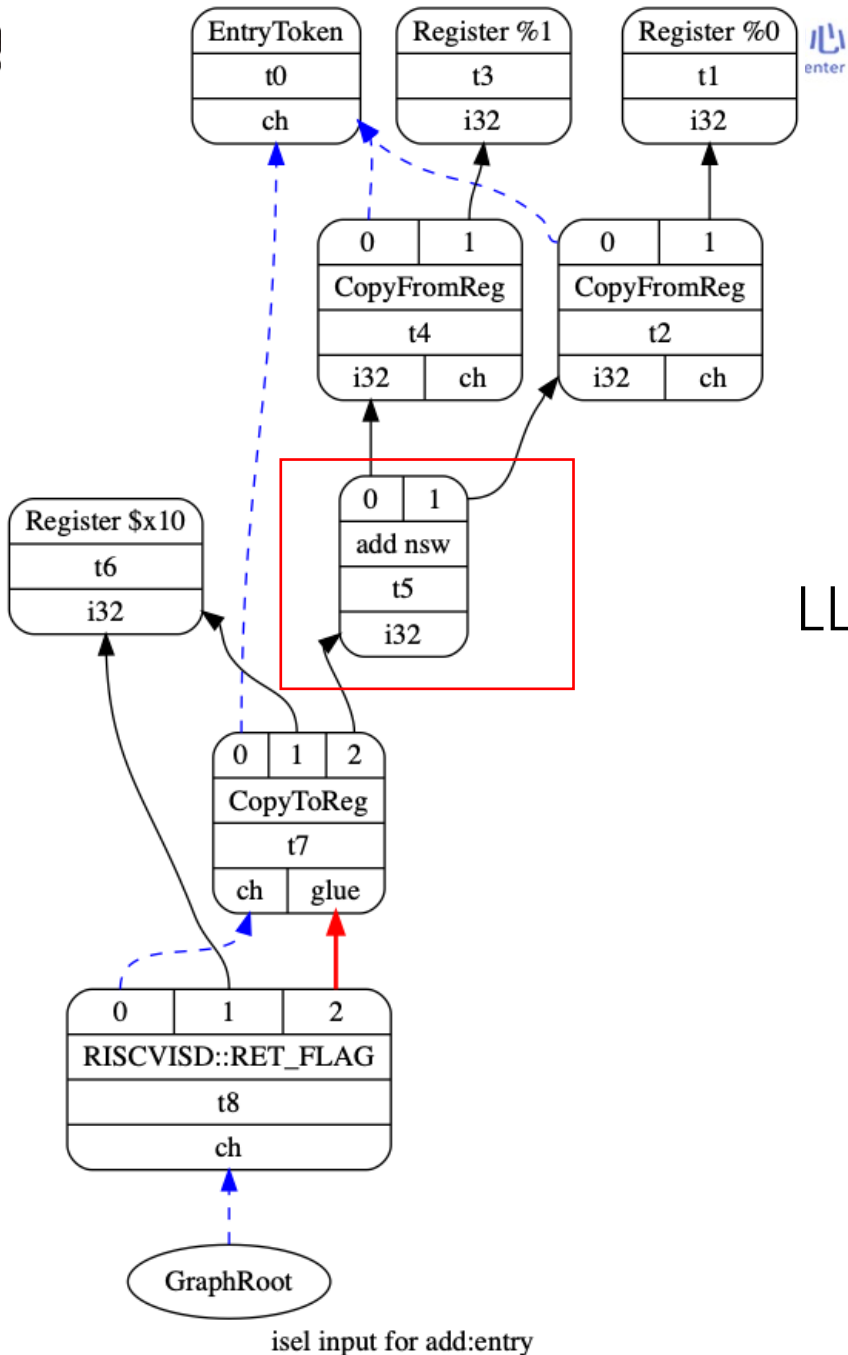 EntryToken
t0
ch
Register %1
t3
i32
Register %0
t1
i32
enter
0 1
CopyFromReg
t4
i32 ch
0 1
CopyFromReg
t2
i32 ch
Register $x10
t6
i32
0 1
add nsw
t5
i32
LL
0 1 2
CopyToReg
t7
ch glue
0 1 2
RISCVISD::RET_FLAG
t8
ch
GraphRoot
isel input for add:entry